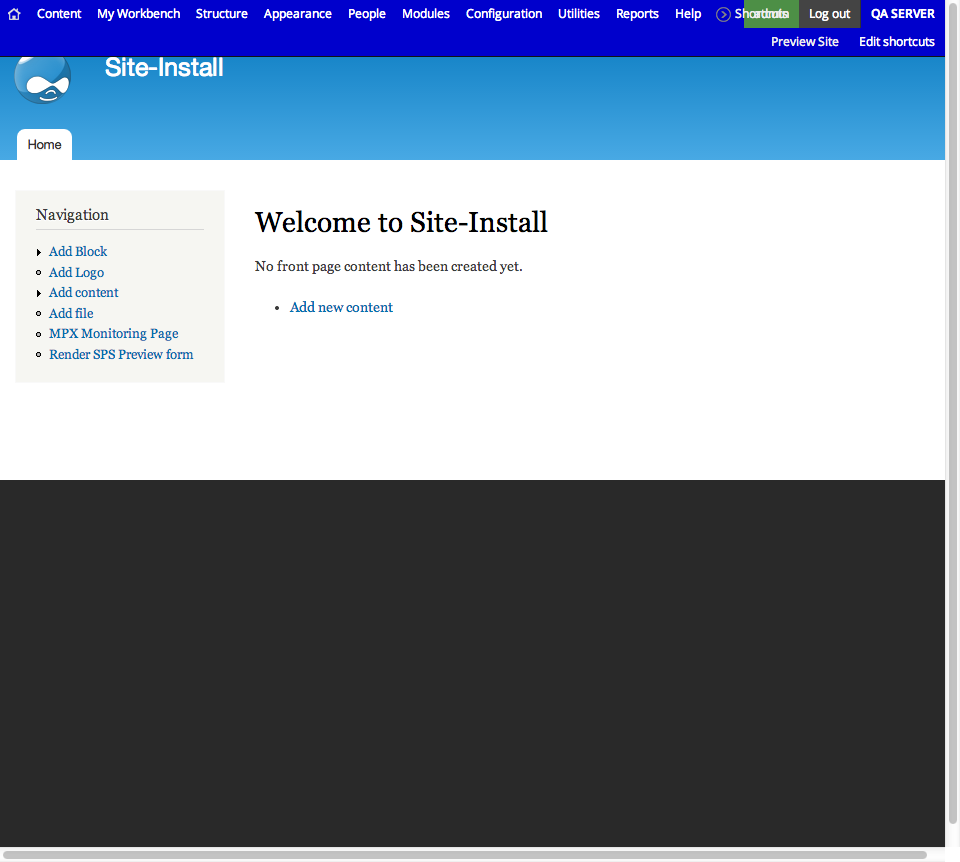 Content My Workbench Structure Appearance People Modules Configuration Utilities Reports Help Shortcuts Log out QA SERVER
Preview Site Edit shortcuts
Site-Install
Home
Navigation
Add Block
Add Logo
Add content
Add file
MPX Monitoring Page
Render SPS Preview form
Welcome to Site-Install
No front page content has been created yet.
Add new content